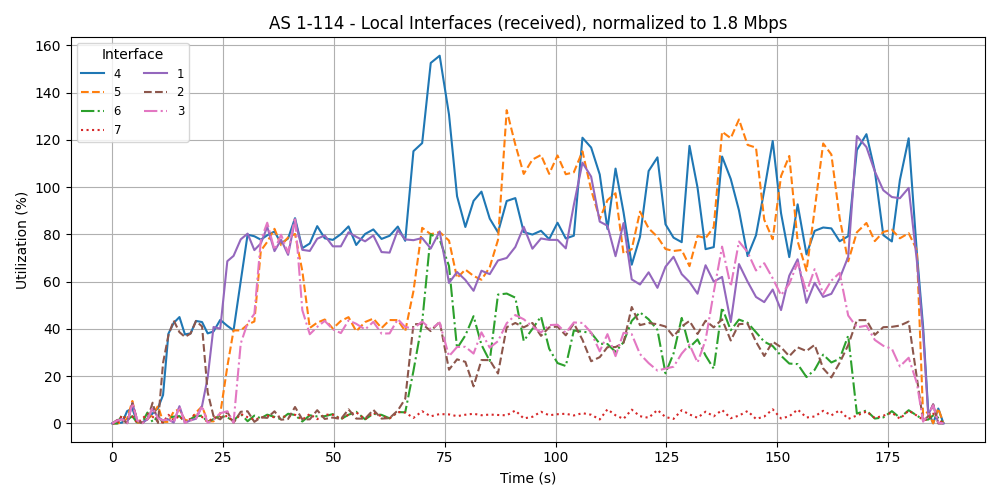 AS 1-114 - Local Interfaces (received), normalized to 1.8 Mbps
Interface
4 1
5 2
6 3
7
Utilization (%)
160
140
120
100
80
60
40
20
0
0 25 50 75 100 125 150 175
Time (s)